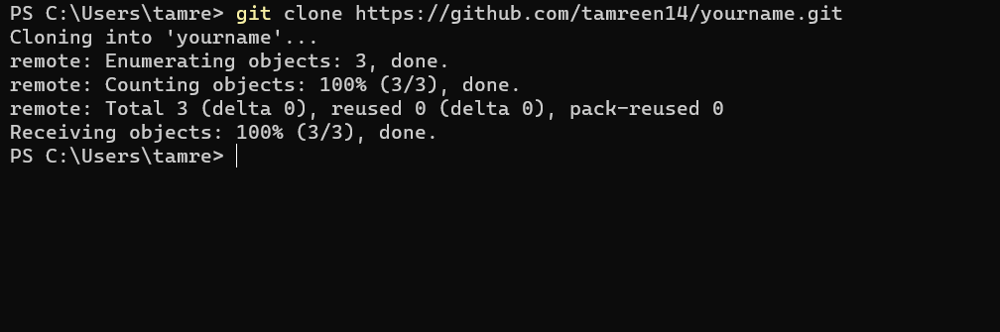 PS C:\Users\tamre> git clone https://github.com/tamreen14/yourname.git
Cloning into 'yourname'...
remote: Enumerating objects: 3, done.
remote: Counting objects: 100% (3/3), done.
remote: Total 3 (delta 0), reused 0 (delta 0), pack-reused 0
Receiving objects: 100% (3/3), done.
PS C:\Users\tamre>